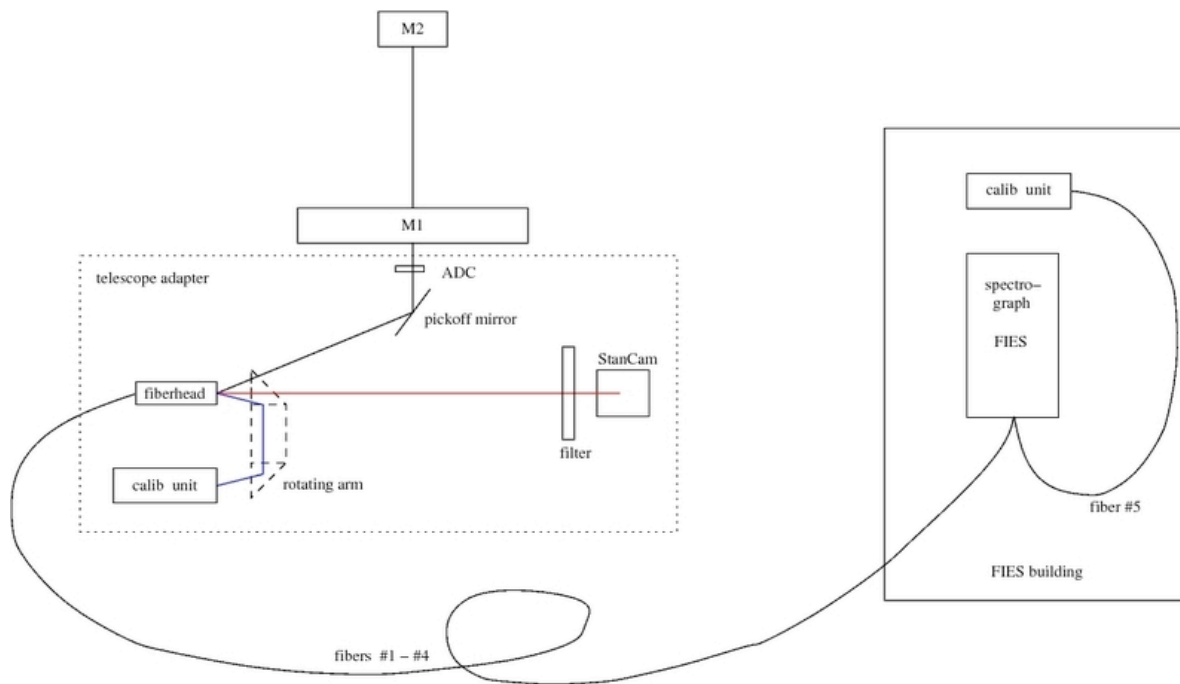 M2
M1
telescope adapter
ADC
pickoff mirror
StanCam
fiberhead
filter
calib unit
rotating arm
fibers #1 – #4
calib unit
spectro–
graph
FIES
fiber #5
FIES building